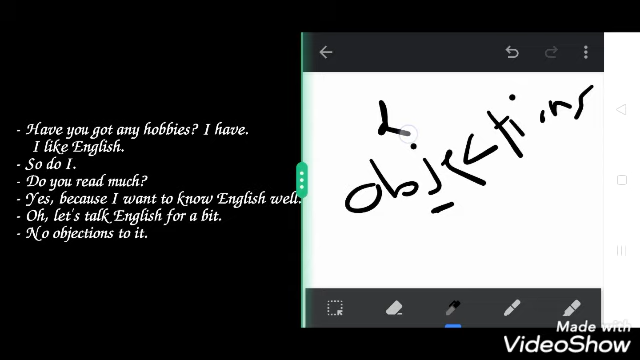 - Have you got any hobbies? I have.
I like English.
- So do I.
- Do you read much?
- Yes, because I want to know English well.
- Oh, let's talk English for a bit.
- No objections to it.
objections
Made with
VideoShow